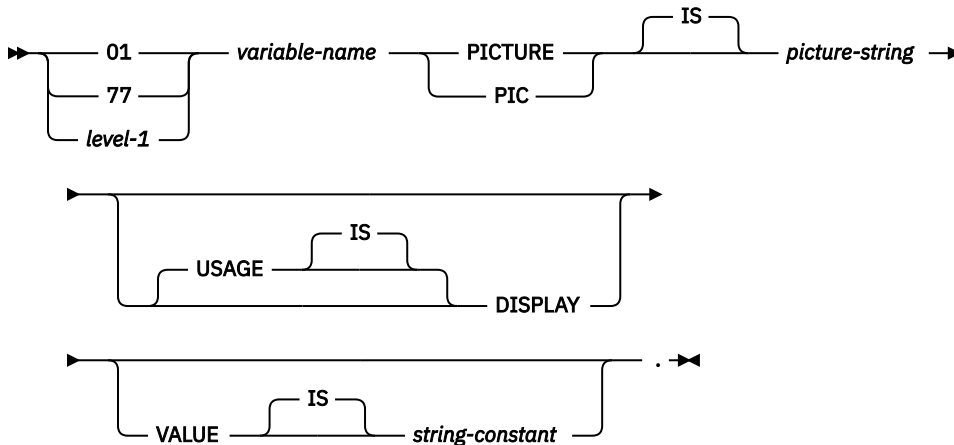 IS
01 variable-name PICTURE picture-string
77 PIC
level-1
IS
USAGE
DISPLAY
.
IS
VALUE string-constant